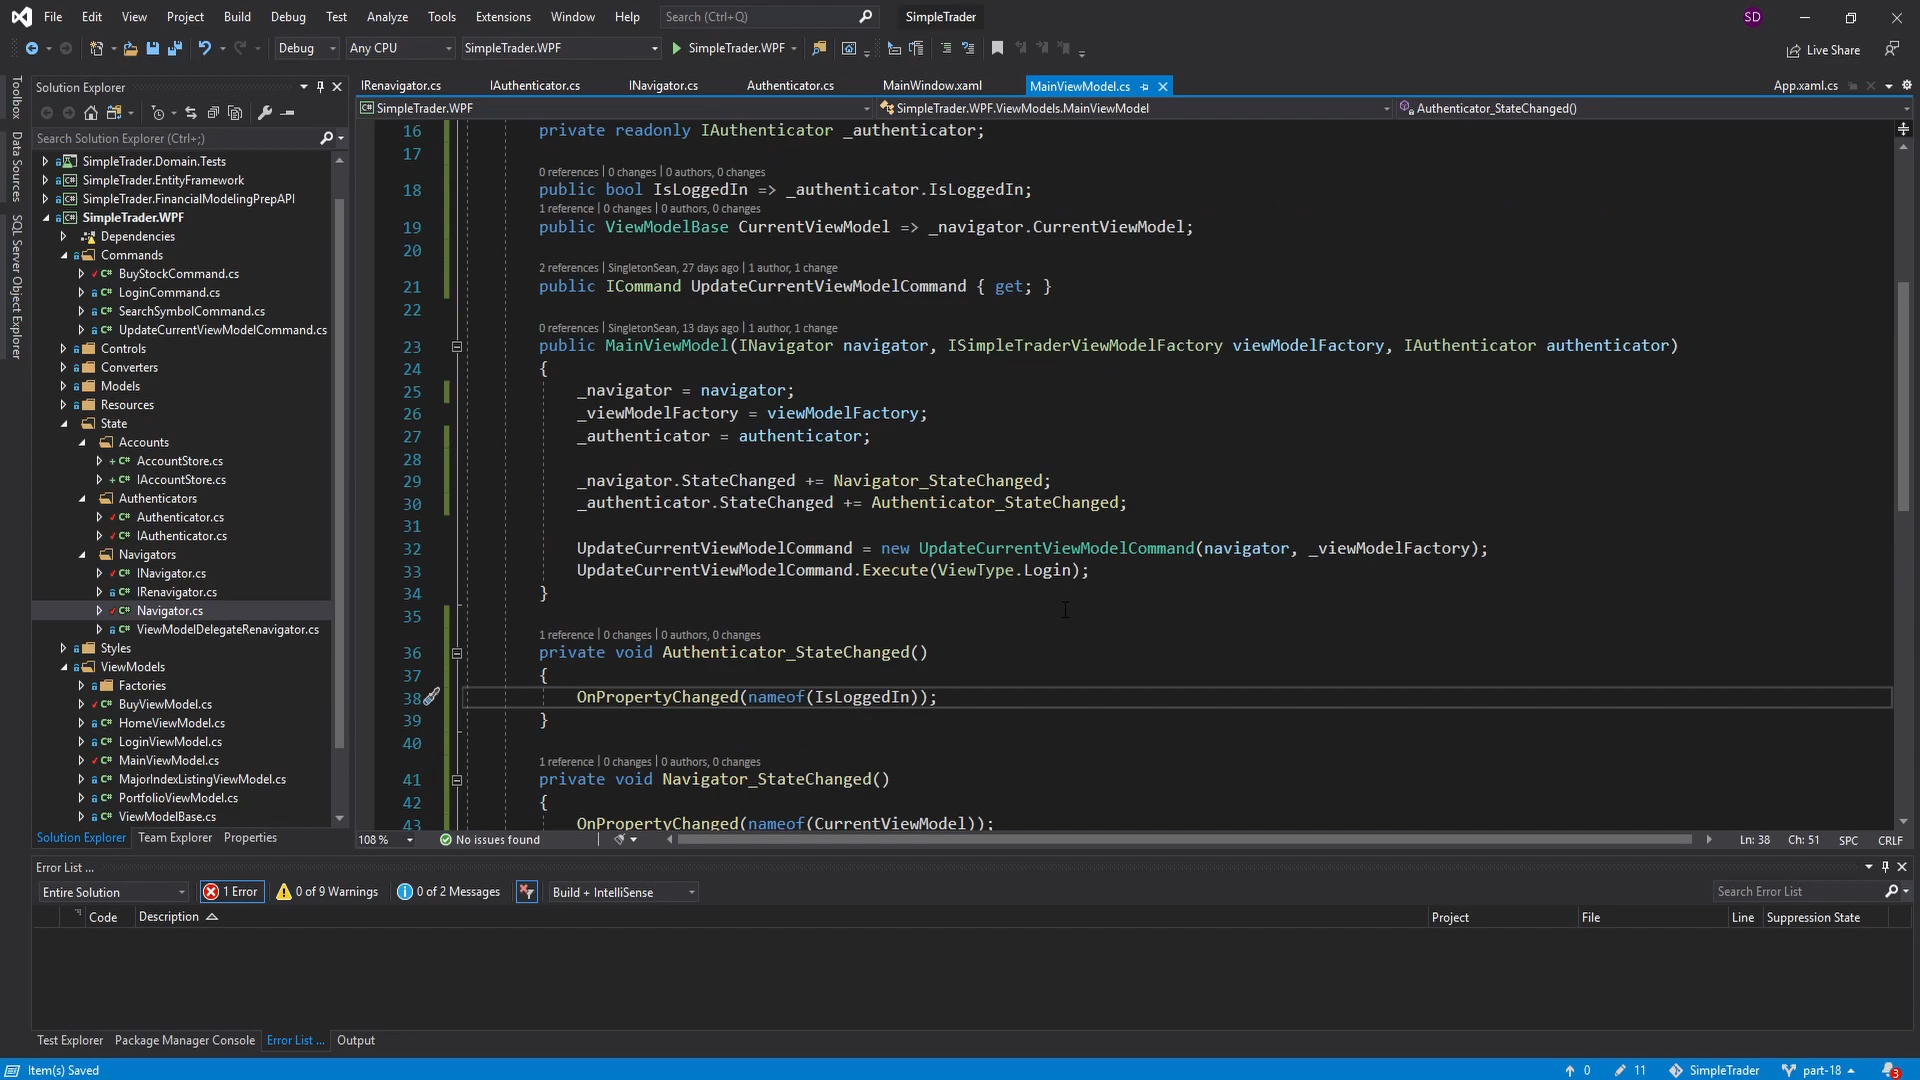 File Edit View Project Build Debug Test Analyze Tools Extensions Window Help Search (Ctrl+Q) SimpleTrader SD
Debug Any CPU SimpleTrader.WPF SimpleTrader.WPF Live Share
Toolbox
Data Sources
SQL Server Object Explorer
Solution Explorer
Search Solution Explorer (Ctrl+;)
SimpleTrader.Domain.Tests
SimpleTrader.EntityFramework
SimpleTrader.FinancialModelingPrepAPI
SimpleTrader.WPF
Dependencies
Commands
BuyStockCommand.cs
LoginCommand.cs
SearchSymbolCommand.cs
UpdateCurrentViewModelCommand.cs
Controls
Converters
Models
Resources
State
Accounts
AccountStore.cs
IAccountStore.cs
Authenticators
Authenticator.cs
IAuthenticator.cs
Navigators
INavigator.cs
IRenavigator.cs
Navigator.cs
ViewModelDelegateRenavigator.cs
Styles
ViewModels
Factories
BuyViewModel.cs
HomeViewModel.cs
LoginViewModel.cs
MainViewModel.cs
MajorIndexListingViewModel.cs
PortfolioViewModel.cs
ViewModelBase.cs
Solution Explorer Team Explorer Properties
IRenavigator.cs IAuthenticator.cs INavigator.cs Authenticator.cs MainWindow.xaml MainViewModel.cs App.xaml.cs
SimpleTrader.WPF SimpleTrader.WPF.ViewModels.MainViewModel Authenticator_StateChanged()
16 private readonly IAuthenticator _authenticator;
17
0 references | 0 changes | 0 authors, 0 changes
18 public bool IsLoggedIn => _authenticator.IsLoggedIn;
1 reference | 0 changes | 0 authors, 0 changes
19 public ViewModelBase CurrentViewModel => _navigator.CurrentViewModel;
20
2 references | SingletonSean, 27 days ago | 1 author, 1 change
21 public ICommand UpdateCurrentViewModelCommand { get; }
22
0 references | SingletonSean, 13 days ago | 1 author, 1 change
23 public MainViewModel(INavigator navigator, ISimpleTraderViewModelFactory viewModelFactory, IAuthenticator authenticator)
24 {
25 _navigator = navigator;
26 _viewModelFactory = viewModelFactory;
27 _authenticator = authenticator;
28
29 _navigator.StateChanged += Navigator_StateChanged;
30 _authenticator.StateChanged += Authenticator_StateChanged;
31
32 UpdateCurrentViewModelCommand = new UpdateCurrentViewModelCommand(navigator, _viewModelFactory);
33 UpdateCurrentViewModelCommand.Execute(ViewType.Login);
34 }
35
1 reference | 0 changes | 0 authors, 0 changes
36 private void Authenticator_StateChanged()
37 {
38 OnPropertyChanged(nameof(IsLoggedIn));
39 }
40
1 reference | 0 changes | 0 authors, 0 changes
41 private void Navigator_StateChanged()
42 {
43 OnPropertyChanged(nameof(CurrentViewModel));
108 % No issues found Ln: 38 Ch: 51 SPC CRLF
Error List ...
Entire Solution 1 Error 0 of 9 Warnings 0 of 2 Messages Build + IntelliSense Search Error List
Code Description Project File Line Suppression State
Test Explorer Package Manager Console Error List ... Output
Item(s) Saved 0 11 SimpleTrader part-18 3